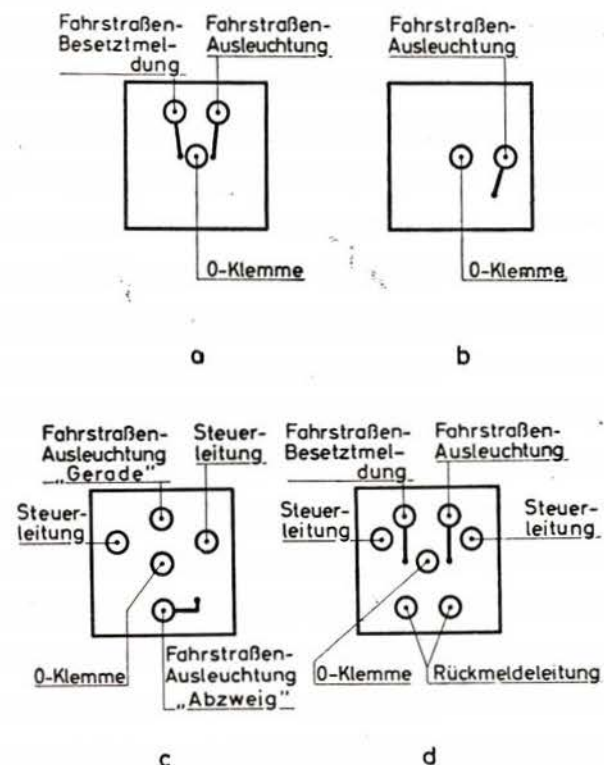 Fahrstraßen-
Besetztmel-
dung
Fahrstraßen-
Ausleuchtung
0-Klemme
a
Fahrstraßen-
Ausleuchtung
0-Klemme
b
Fahrstraßen-
Ausleuchtung
„Gerade"
Steuer-
leitung
Steuer-
leitung
0-Klemme
Fahrstraßen-
Ausleuchtung
„Abzweig"
c
Fahrstraßen-
Besetztmel-
dung
Fahrstraßen-
Ausleuchtung
Steuer-
leitung
Steuer-
leitung
0-Klemme
Rückmeldeleitung
d